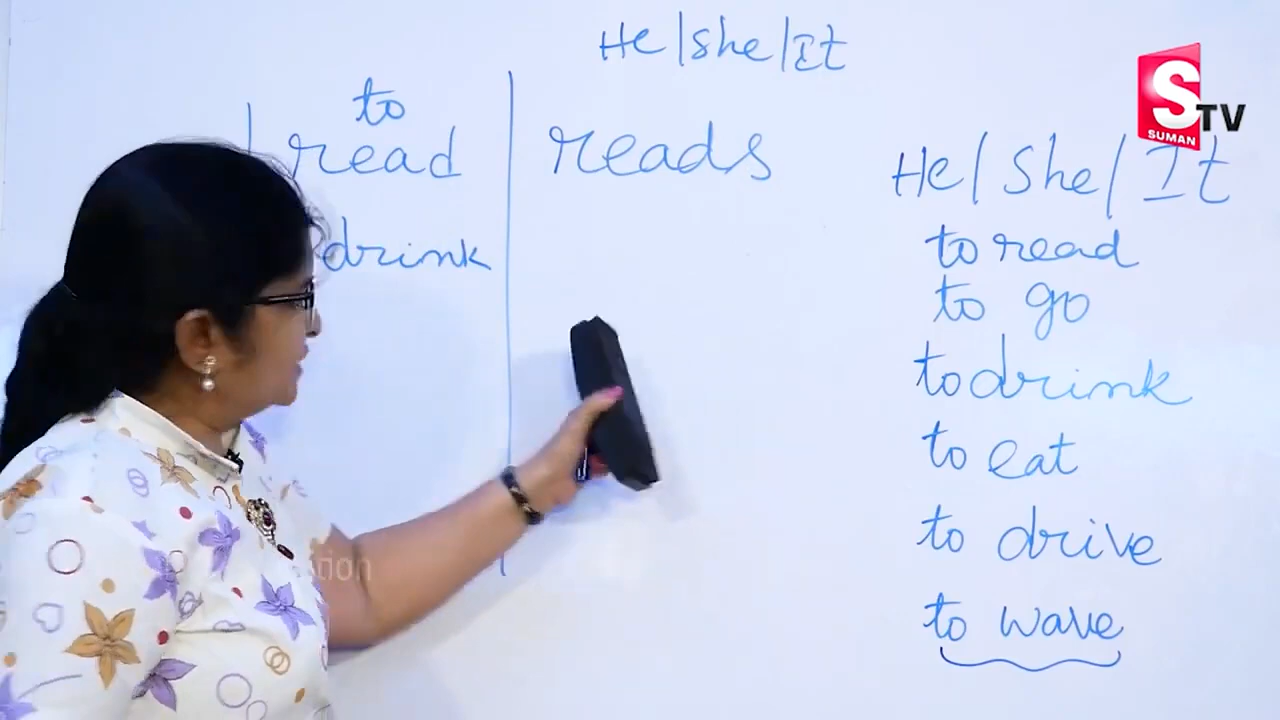 He/she/It
to
read
reads
drink
He/She/It
to read
to go
to drink
to eat
to drive
to wave
S TV
SUMAN